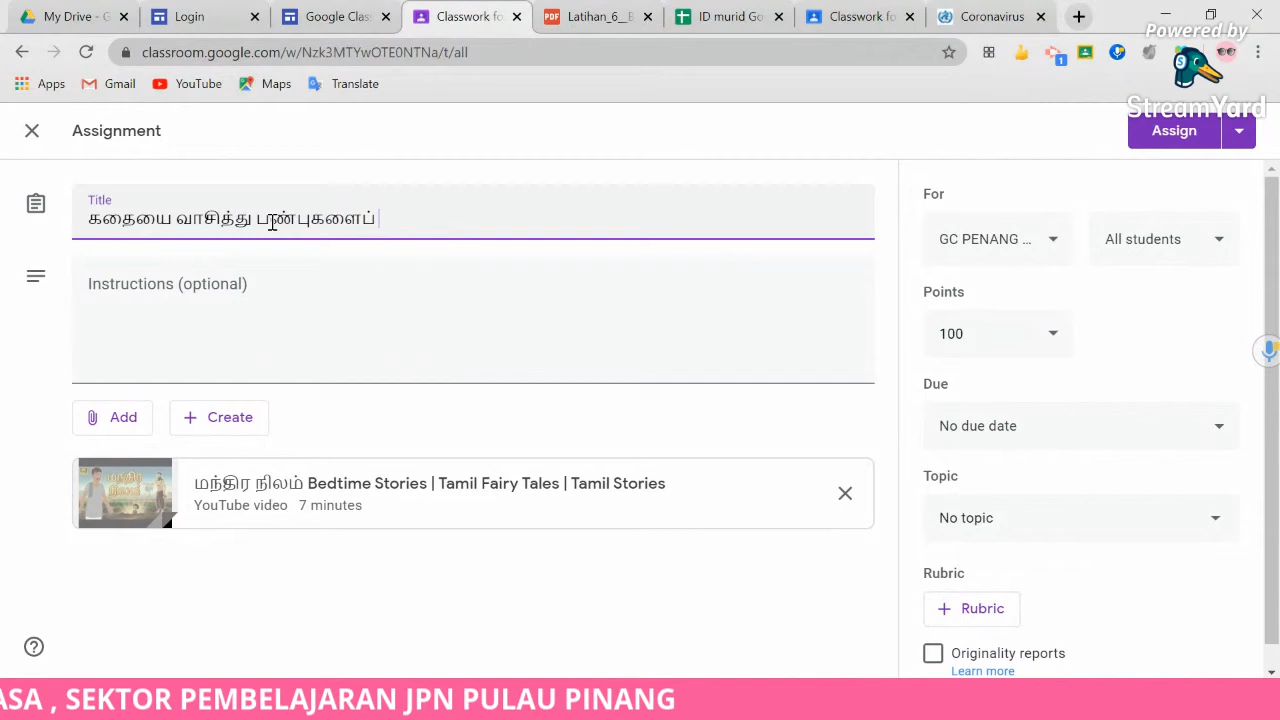 My Drive - G
Login
Google Class
Classwork fo
Latihan_6__B
ID murid Go
Classwork fo
Coronavirus
classroom.google.com/w/Nzk3MTYwOTE0NTNa/t/all
Powered by
StreamYard
Apps
Gmail
YouTube
Maps
Translate
Assignment
Assign
Title
கதையை வாசித்து பண்புகளைப்
Instructions (optional)
Add
Create
மந்திர நிலம் Bedtime Stories | Tamil Fairy Tales | Tamil Stories
YouTube video 7 minutes
For
GC PENANG ...
All students
Points
100
Due
No due date
Topic
No topic
Rubric
Rubric
Originality reports
Learn more
ASA , SEKTOR PEMBELAJARAN JPN PULAU PINANG